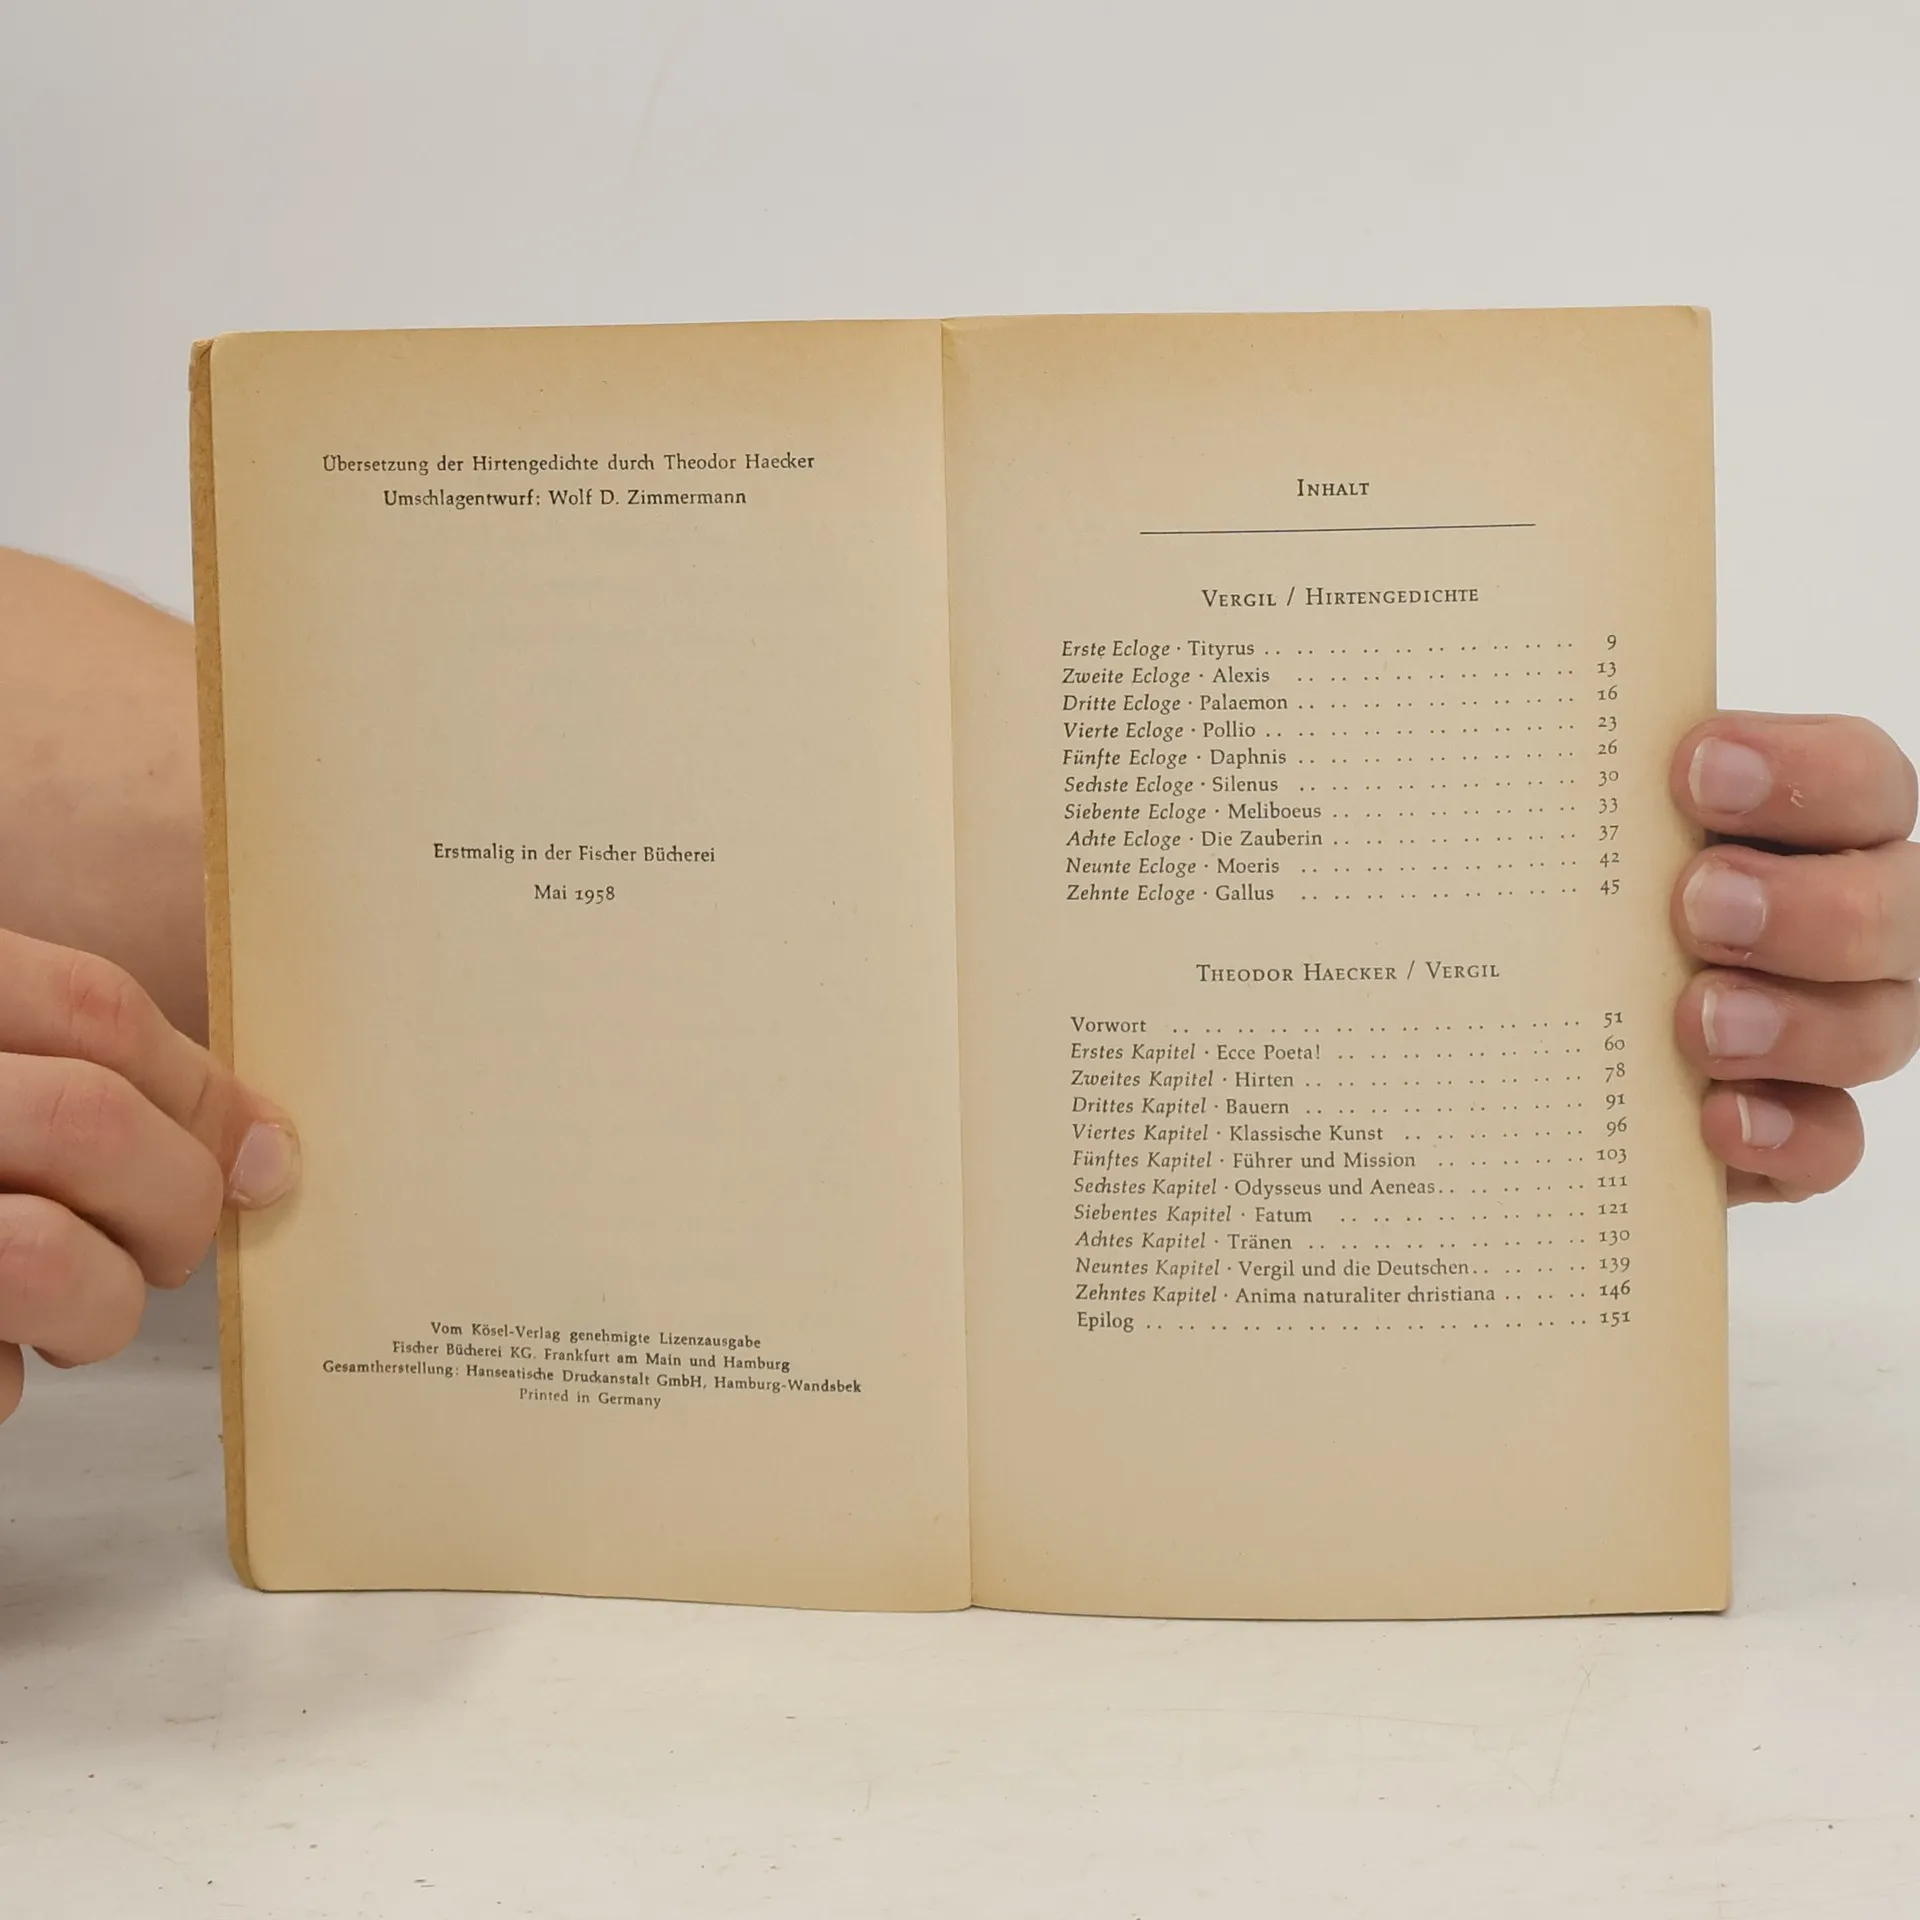 Übersetzung der Hirtengedichte durch Theodor Haecker
Umschlagentwurf: Wolf D. Zimmermann
Erstmalig in der Fischer Bücherei
Mai 1958
Vom Kösel-Verlag genehmigte Lizenzausgabe
Fischer Bücherei KG. Frankfurt am Main und Hamburg
Gesamtherstellung: Hanseatische Druckanstalt GmbH, Hamburg-Wandsbek
Printed in Germany
INHALT
VERGIL / HIRTENGEDICHTE
Erste Ecloge · Tityrus . . . . . . . . . . . . . . . . . . . . 9
Zweite Ecloge · Alexis . . . . . . . . . . . . . . . . . . 13
Dritte Ecloge · Palaemon . . . . . . . . . . . . . . . . . . 16
Vierte Ecloge · Pollio . . . . . . . . . . . . . . . . . . . . 23
Fünfte Ecloge · Daphnis . . . . . . . . . . . . . . . . . . 26
Sechste Ecloge · Silenus . . . . . . . . . . . . . . . . . . 30
Siebente Ecloge · Meliboeus . . . . . . . . . . . . . . . . 33
Achte Ecloge · Die Zauberin . . . . . . . . . . . . . . . . 37
Neunte Ecloge · Moeris . . . . . . . . . . . . . . . . . . 42
Zehnte Ecloge · Gallus . . . . . . . . . . . . . . . . . . 45
THEODOR HAECKER / VERGIL
Vorwort . . . . . . . . . . . . . . . . . . . . . . . . . . 51
Erstes Kapitel · Ecce Poeta! . . . . . . . . . . . . . . . . 60
Zweites Kapitel · Hirten . . . . . . . . . . . . . . . . . . 78
Drittes Kapitel · Bauern . . . . . . . . . . . . . . . . . . 91
Viertes Kapitel · Klassische Kunst . . . . . . . . . . . . 96
Fünftes Kapitel · Führer und Mission . . . . . . . . . . 103
Sechstes Kapitel · Odysseus und Aeneas . . . . . . . . . . 111
Siebentes Kapitel · Fatum . . . . . . . . . . . . . . . . 121
Achtes Kapitel · Tränen . . . . . . . . . . . . . . . . . . 130
Neuntes Kapitel · Vergil und die Deutschen . . . . . . . . 139
Zehntes Kapitel · Anima naturaliter christiana . . . . . . 146
Epilog . . . . . . . . . . . . . . . . . . . . . . . . . . . . 151